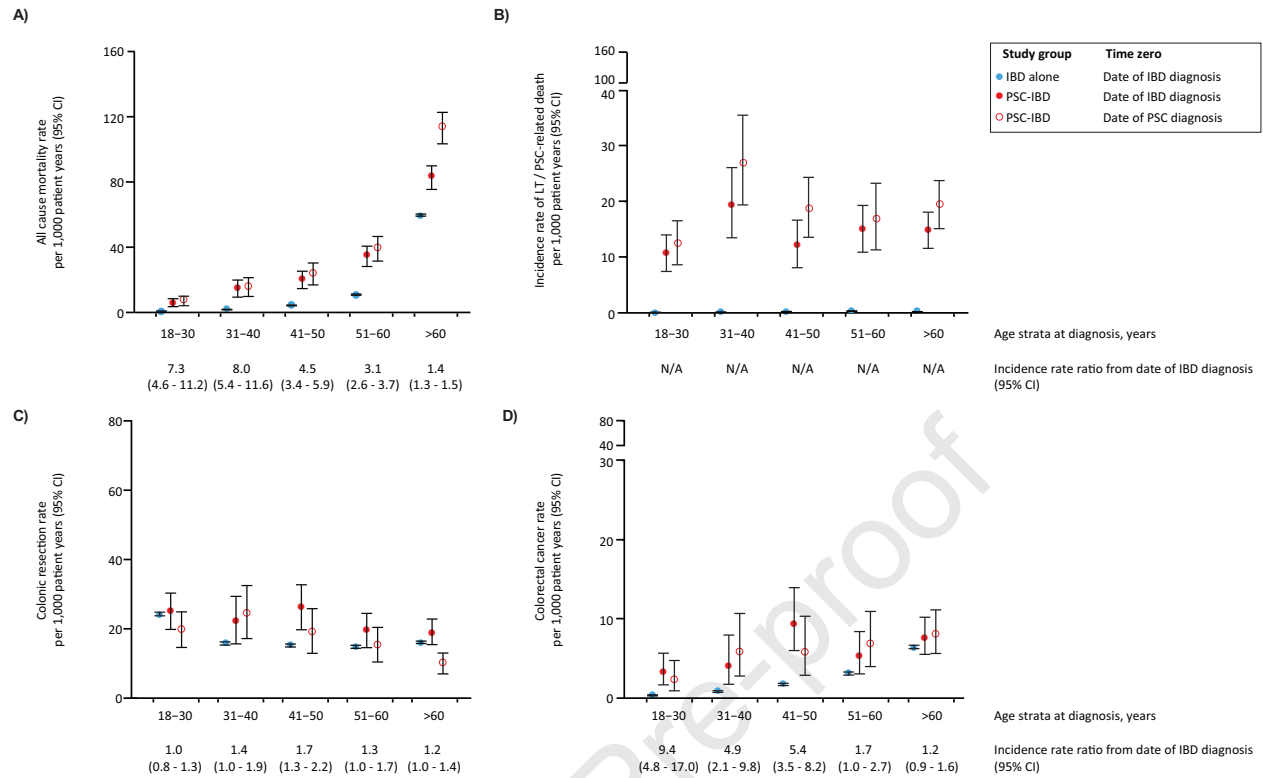 A)
All cause mortality rate
per 1,000 patient years (95% CI)
160
120
80
40
0
18–30 31–40 41–50 51–60 >60
7.3 8.0 4.5 3.1 1.4
(4.6 - 11.2) (5.4 - 11.6) (3.4 - 5.9) (2.6 - 3.7) (1.3 - 1.5)
B)
Incidence rate of LT / PSC-related death
per 1,000 patient years (95% CI)
160
100
40
30
20
10
0
18–30 31–40 41–50 51–60 >60 Age strata at diagnosis, years
N/A N/A N/A N/A N/A Incidence rate ratio from date of IBD diagnosis
(95% CI)
Study group Time zero
IBD alone Date of IBD diagnosis
PSC-IBD Date of IBD diagnosis
PSC-IBD Date of PSC diagnosis
C)
Colonic resection rate
per 1,000 patient years (95% CI)
80
60
40
20
0
18–30 31–40 41–50 51–60 >60
1.0 1.4 1.7 1.3 1.2
(0.8 - 1.3) (1.0 - 1.9) (1.3 - 2.2) (1.0 - 1.7) (1.0 - 1.4)
D)
Colorectal cancer rate
per 1,000 patient years (95% CI)
80
40
30
20
10
0
18–30 31–40 41–50 51–60 >60 Age strata at diagnosis, years
9.4 4.9 5.4 1.7 1.2 Incidence rate ratio from date of IBD diagnosis
(4.8 - 17.0) (2.1 - 9.8) (3.5 - 8.2) (1.0 - 2.7) (0.9 - 1.6) (95% CI)
Pre-proof